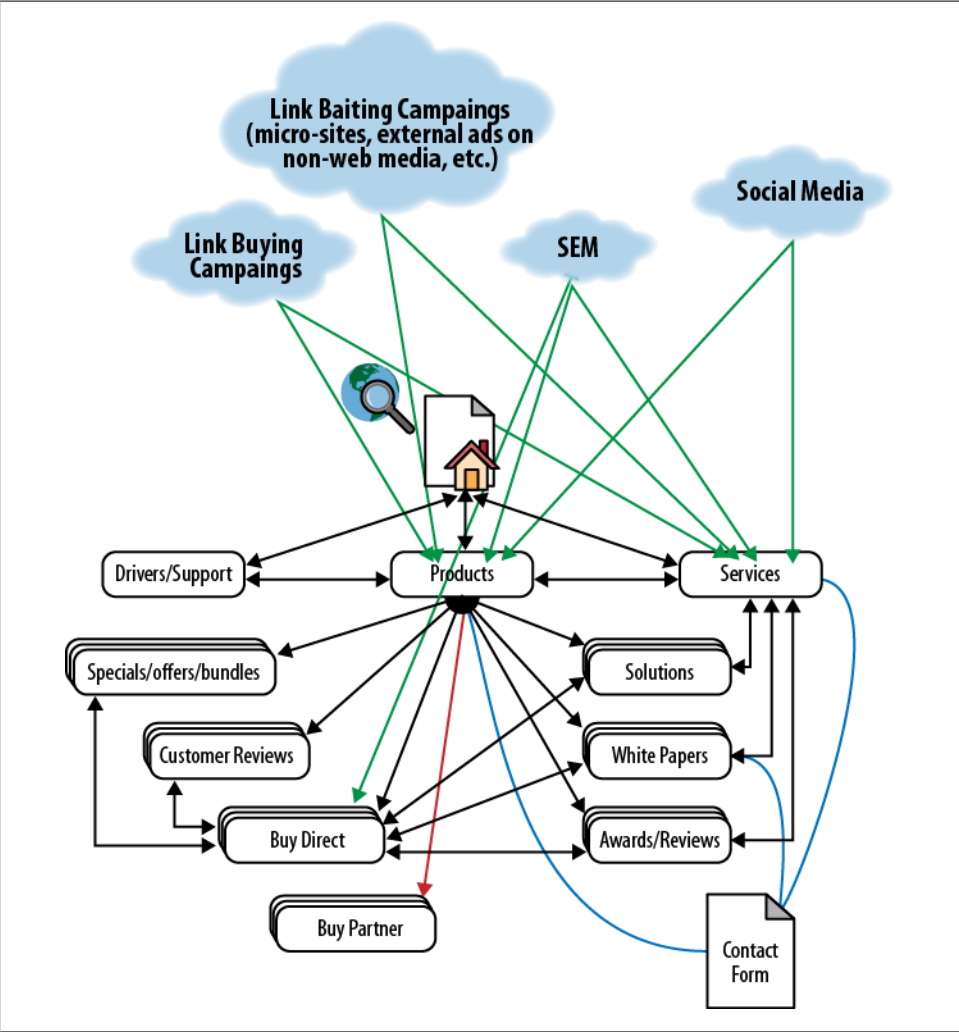 Link Baiting Campaings
(micro-sites, external ads on
non-web media, etc.)
Social Media
Link Buying
Campaings
SEM
Drivers/Support
Products
Services
Specials/offers/bundles
Solutions
Customer Reviews
White Papers
Buy Direct
Awards/Reviews
Buy Partner
Contact
Form